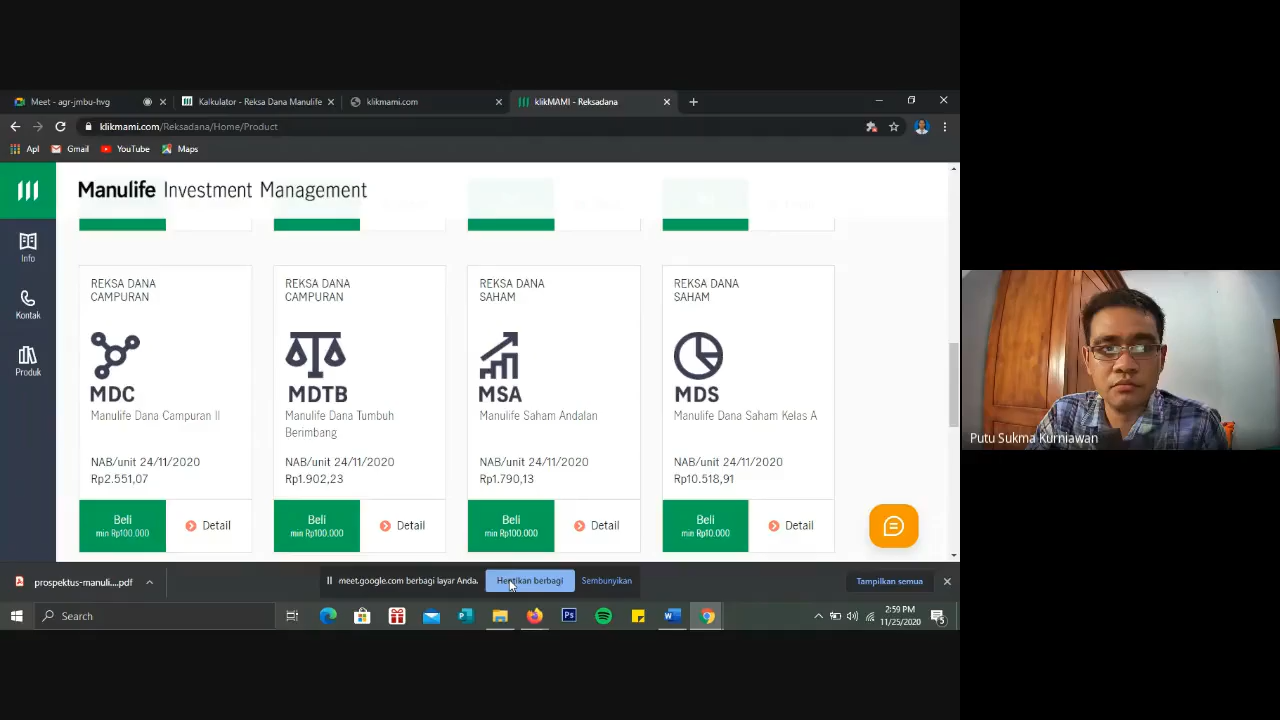 Meet - agr-jmbu-hvg
Kalkulator - Reksa Dana Manulife
klikmami.com
klikMAMI - Reksadana
klikmami.com/Reksadana/Home/Product
Apl
Gmail
YouTube
Maps
Manulife Investment Management
Info
Kontak
Produk
REKSA DANA
CAMPURAN
MDC
Manulife Dana Campuran II
NAB/unit 24/11/2020
Rp2.551,07
Beli
min Rp100.000
Detail
REKSA DANA
CAMPURAN
MDTB
Manulife Dana Tumbuh
Berimbang
NAB/unit 24/11/2020
Rp1.902,23
Beli
min Rp100.000
Detail
REKSA DANA
SAHAM
MSA
Manulife Saham Andalan
NAB/unit 24/11/2020
Rp1.790,13
Beli
min Rp100.000
Detail
REKSA DANA
SAHAM
MDS
Manulife Dana Saham Kelas A
NAB/unit 24/11/2020
Rp10.518,91
Beli
min Rp10.000
Detail
Putu Sukma Kurniawan
prospektus-manuli....pdf
meet.google.com berbagi layar Anda.
Hentikan berbagi
Sembunyikan
Tampilkan semua
Search
2:59 PM
11/25/2020
5